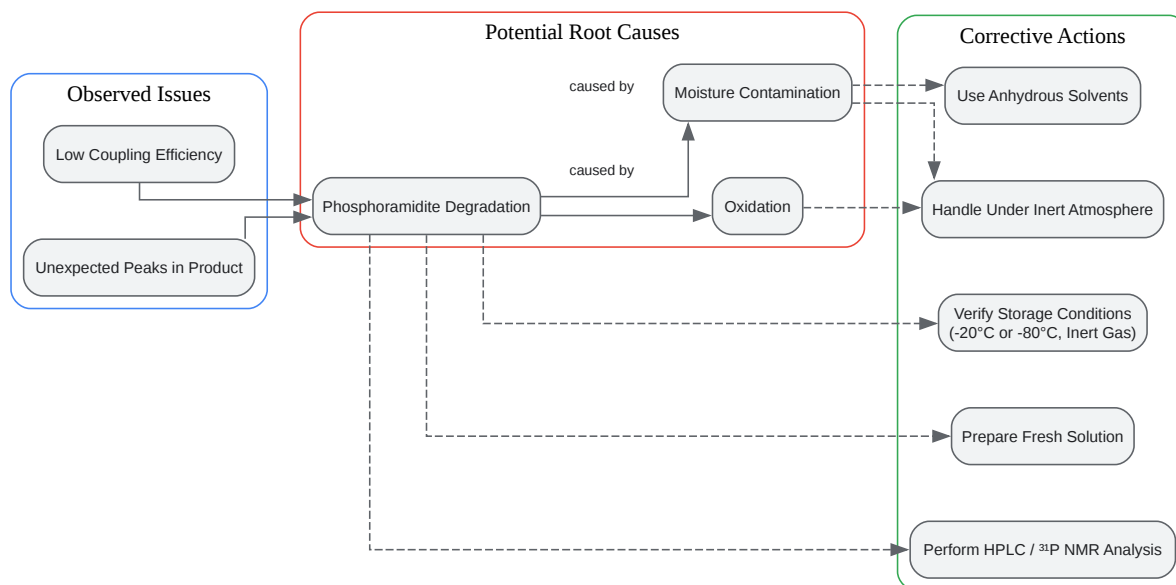 Observed Issues
Low Coupling Efficiency
Unexpected Peaks in Product
Potential Root Causes
caused by
Moisture Contamination
caused by
Phosphoramidite Degradation
Oxidation
Corrective Actions
Use Anhydrous Solvents
Handle Under Inert Atmosphere
Verify Storage Conditions
(-20°C or -80°C, Inert Gas)
Prepare Fresh Solution
Perform HPLC / ³¹P NMR Analysis